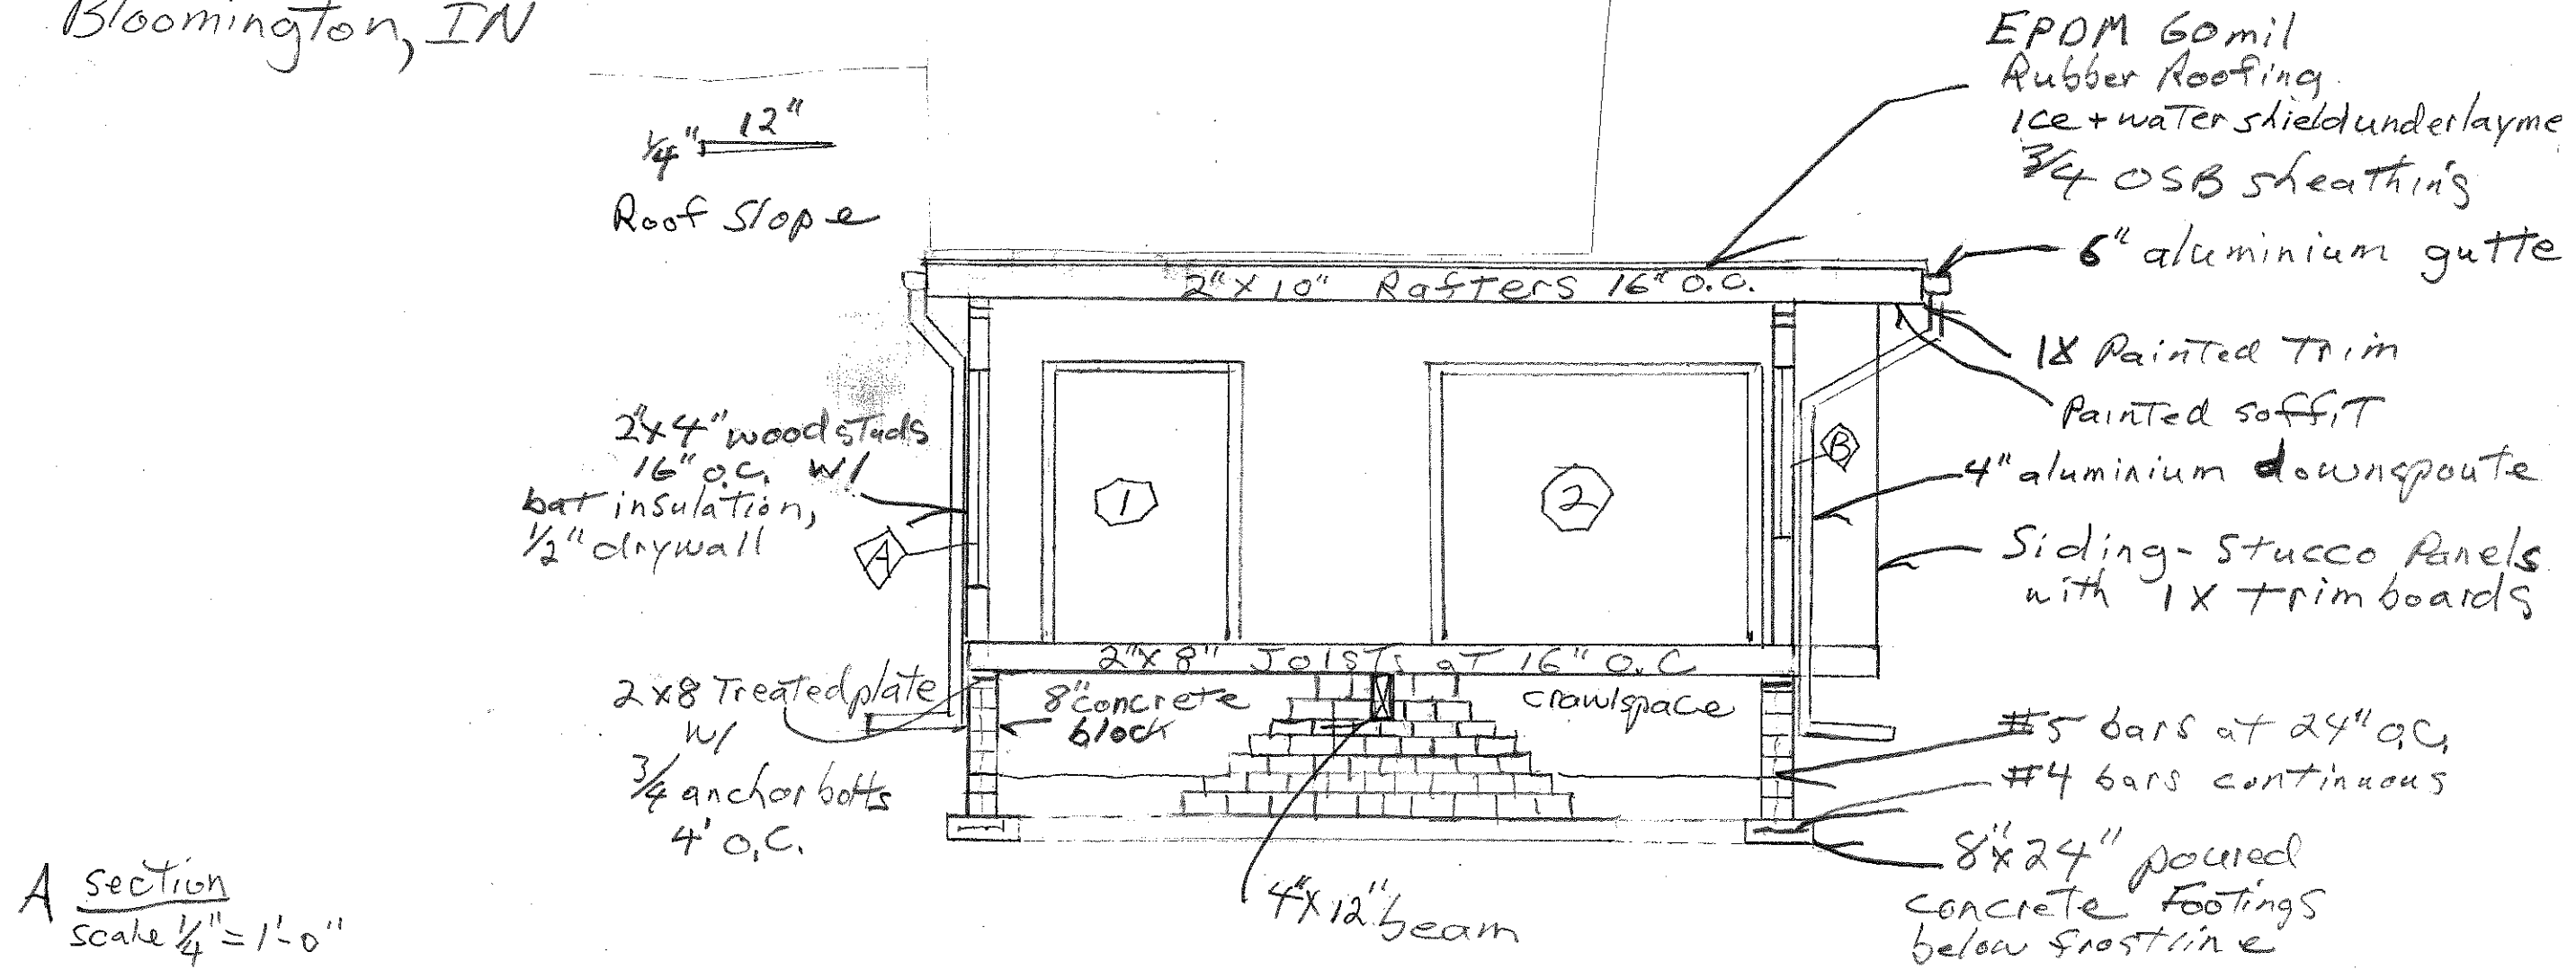 Bloomington, IN
1/4" 12"
Roof Slope
EPDM 60mil
Rubber Roofing
Ice + water shield underlayme
3/4 OSB sheathing
6" aluminium gutte
2"x10" Rafters 16" O.C.
1X Painted Trim
Painted soffit
2"x4" wood studs
16" o.c. w/
bat insulation,
1/2" drywall
A
1
2
B
4" aluminium downspoute
Siding - Stucco Panels
with 1X trim boards
2"x8" Joists at 16" O.C
2x8 Treated plate
w/
3/4 anchor bolts
4' O.C.
8" concrete
block
crawlspace
#5 bars at 24" O.C.
#4 bars continuous
8"x24" poured
concrete Footings
below frostline
4"x12" beam
A section
scale 1/4" = 1'-0"